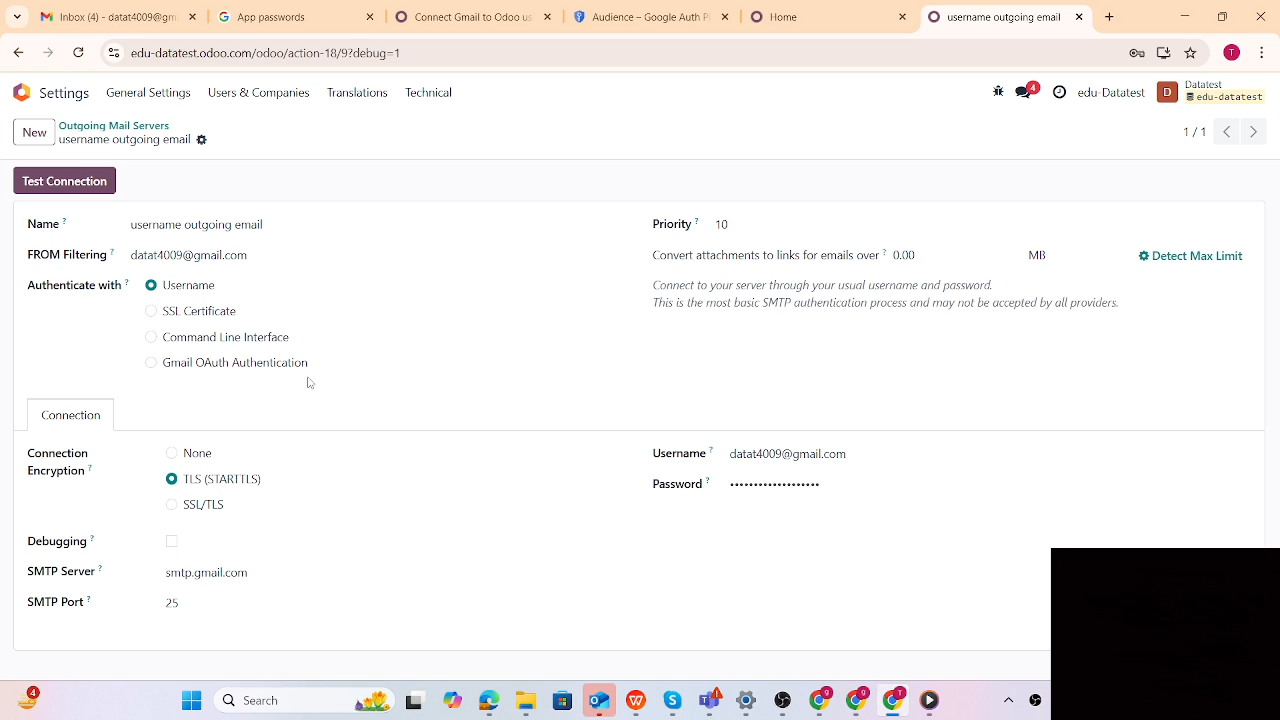 Inbox (4) - datat4009@gm
App passwords
Connect Gmail to Odoo us
Audience – Google Auth Pl
Home
username outgoing email
edu-datatest.odoo.com/odoo/action-18/9?debug=1
T
Settings
General Settings
Users & Companies
Translations
Technical
4
edu-Datatest
D
Datatest
edu-datatest
New
Outgoing Mail Servers
username outgoing email
1 / 1
Test Connection
Name ?
username outgoing email
Priority ?
10
FROM Filtering ?
datat4009@gmail.com
Convert attachments to links for emails over ? 0.00
MB
Detect Max Limit
Authenticate with ?
Username
Connect to your server through your usual username and password.
This is the most basic SMTP authentication process and may not be accepted by all providers.
SSL Certificate
Command Line Interface
Gmail OAuth Authentication
Connection
Connection
Encryption ?
None
TLS (STARTTLS)
SSL/TLS
Username ?
datat4009@gmail.com
Password ?
•••••••••••••••••••
Debugging ?
SMTP Server ?
smtp.gmail.com
SMTP Port ?
25
4
Search